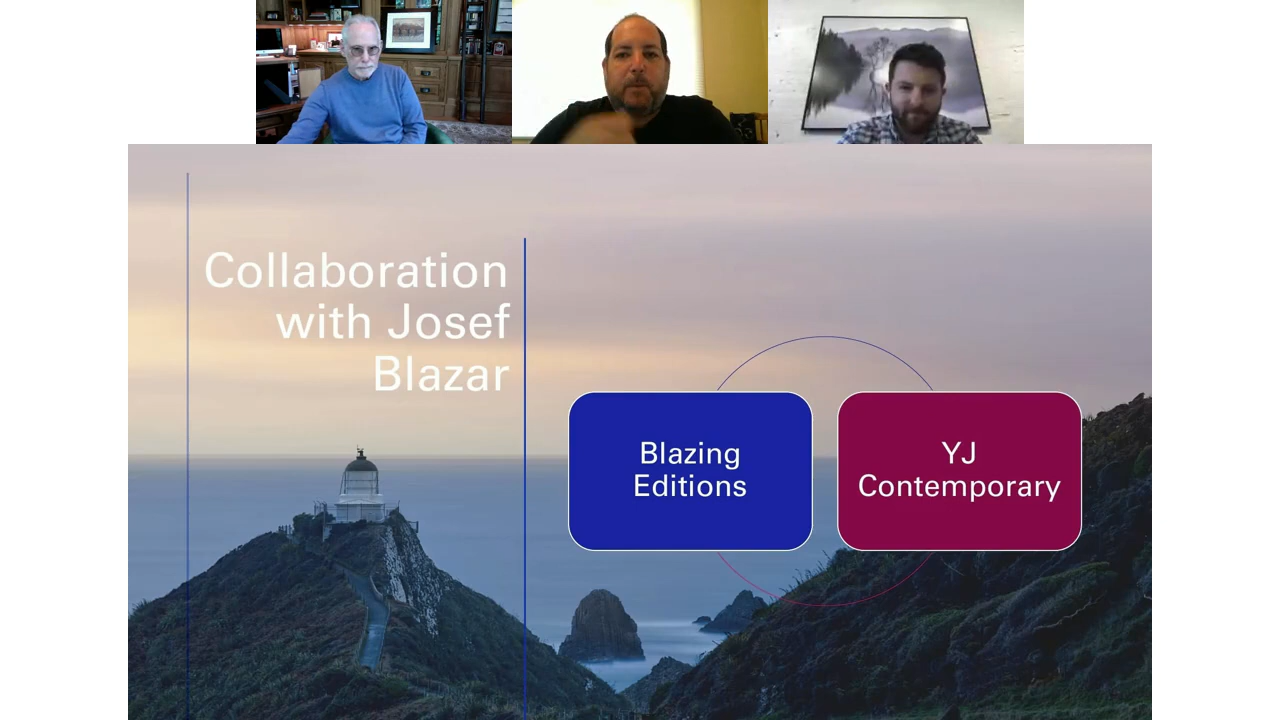 Collaboration
with Josef
Blazar
Blazing
Editions
YJ
Contemporary